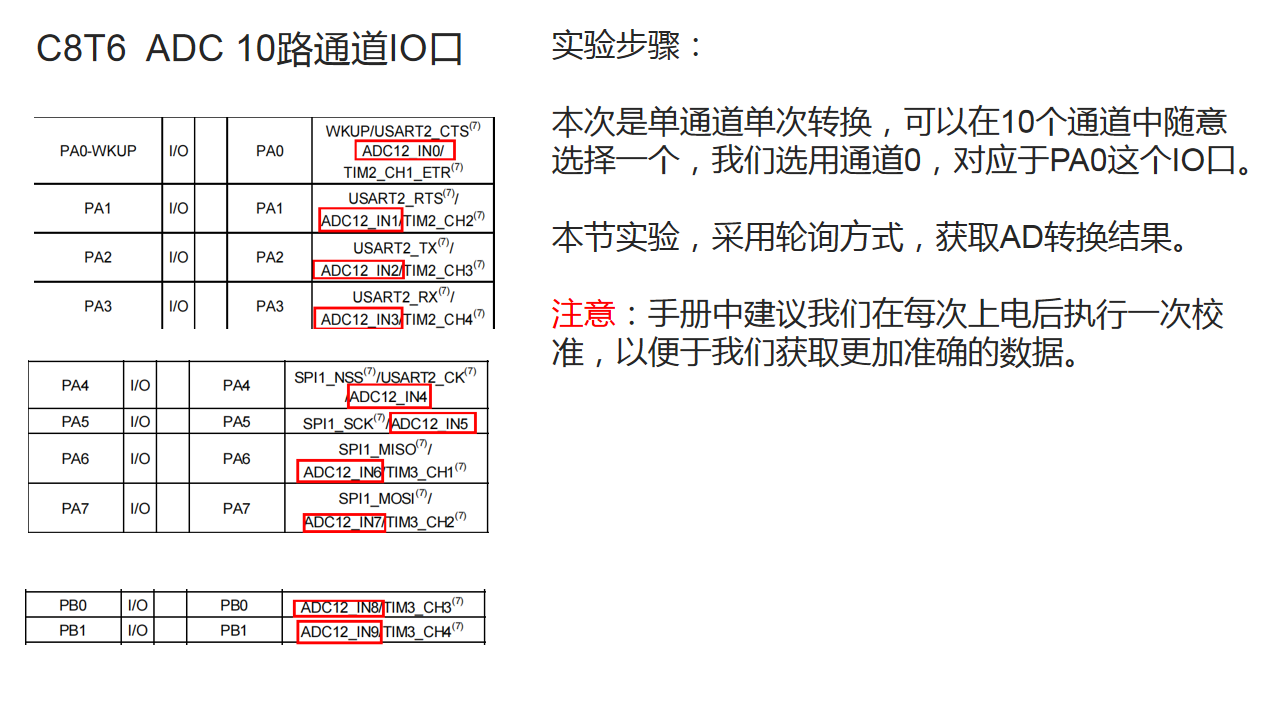 C8T6 ADC 10路通道IO口
PA0-WKUP I/O PA0 WKUP/USART2_CTS(7)
ADC12_IN0/
TIM2_CH1_ETR(7)
PA1 I/O PA1 USART2_RTS(7)/
ADC12_IN1/TIM2_CH2(7)
PA2 I/O PA2 USART2_TX(7)/
ADC12_IN2/TIM2_CH3(7)
PA3 I/O PA3 USART2_RX(7)/
ADC12_IN3/TIM2_CH4(7)
PA4 I/O PA4 SPI1_NSS(7)/USART2_CK(7)
/ADC12_IN4
PA5 I/O PA5 SPI1_SCK(7)/ADC12_IN5
PA6 I/O PA6 SPI1_MISO(7)/
ADC12_IN6/TIM3_CH1(7)
PA7 I/O PA7 SPI1_MOSI(7)/
ADC12_IN7/TIM3_CH2(7)
PB0 I/O PB0 ADC12_IN8/TIM3_CH3(7)
PB1 I/O PB1 ADC12_IN9/TIM3_CH4(7)
实验步骤：
本次是单通道单次转换，可以在10个通道中随意
选择一个，我们选用通道0，对应于PA0这个IO口。
本节实验，采用轮询方式，获取AD转换结果。
注意：手册中建议我们在每次上电后执行一次校
准，以便于我们获取更加准确的数据。